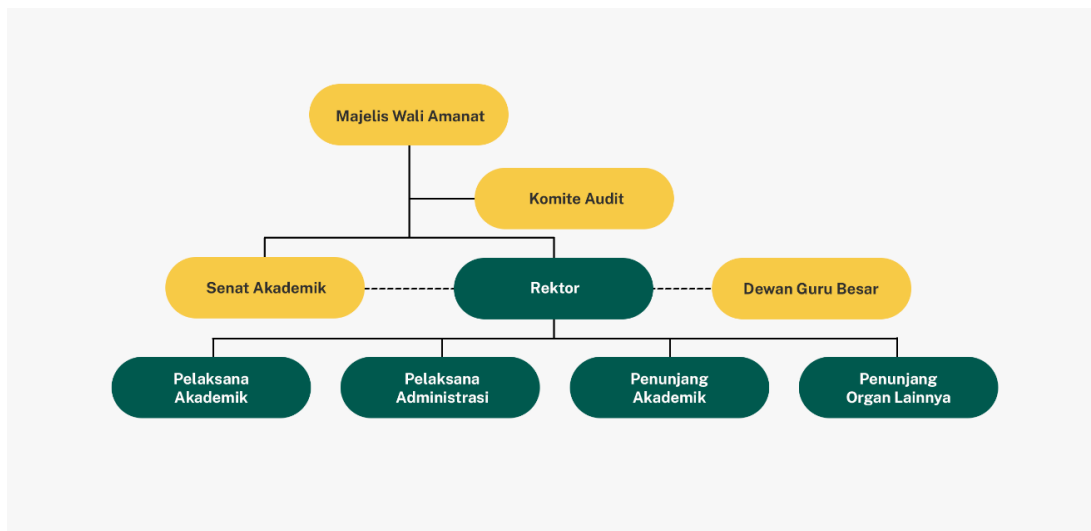 Majelis Wali Amanat
Komite Audit
Senat Akademik
Rektor
Dewan Guru Besar
Pelaksana
Akademik
Pelaksana
Administrasi
Penunjang
Akademik
Penunjang
Organ Lainnya